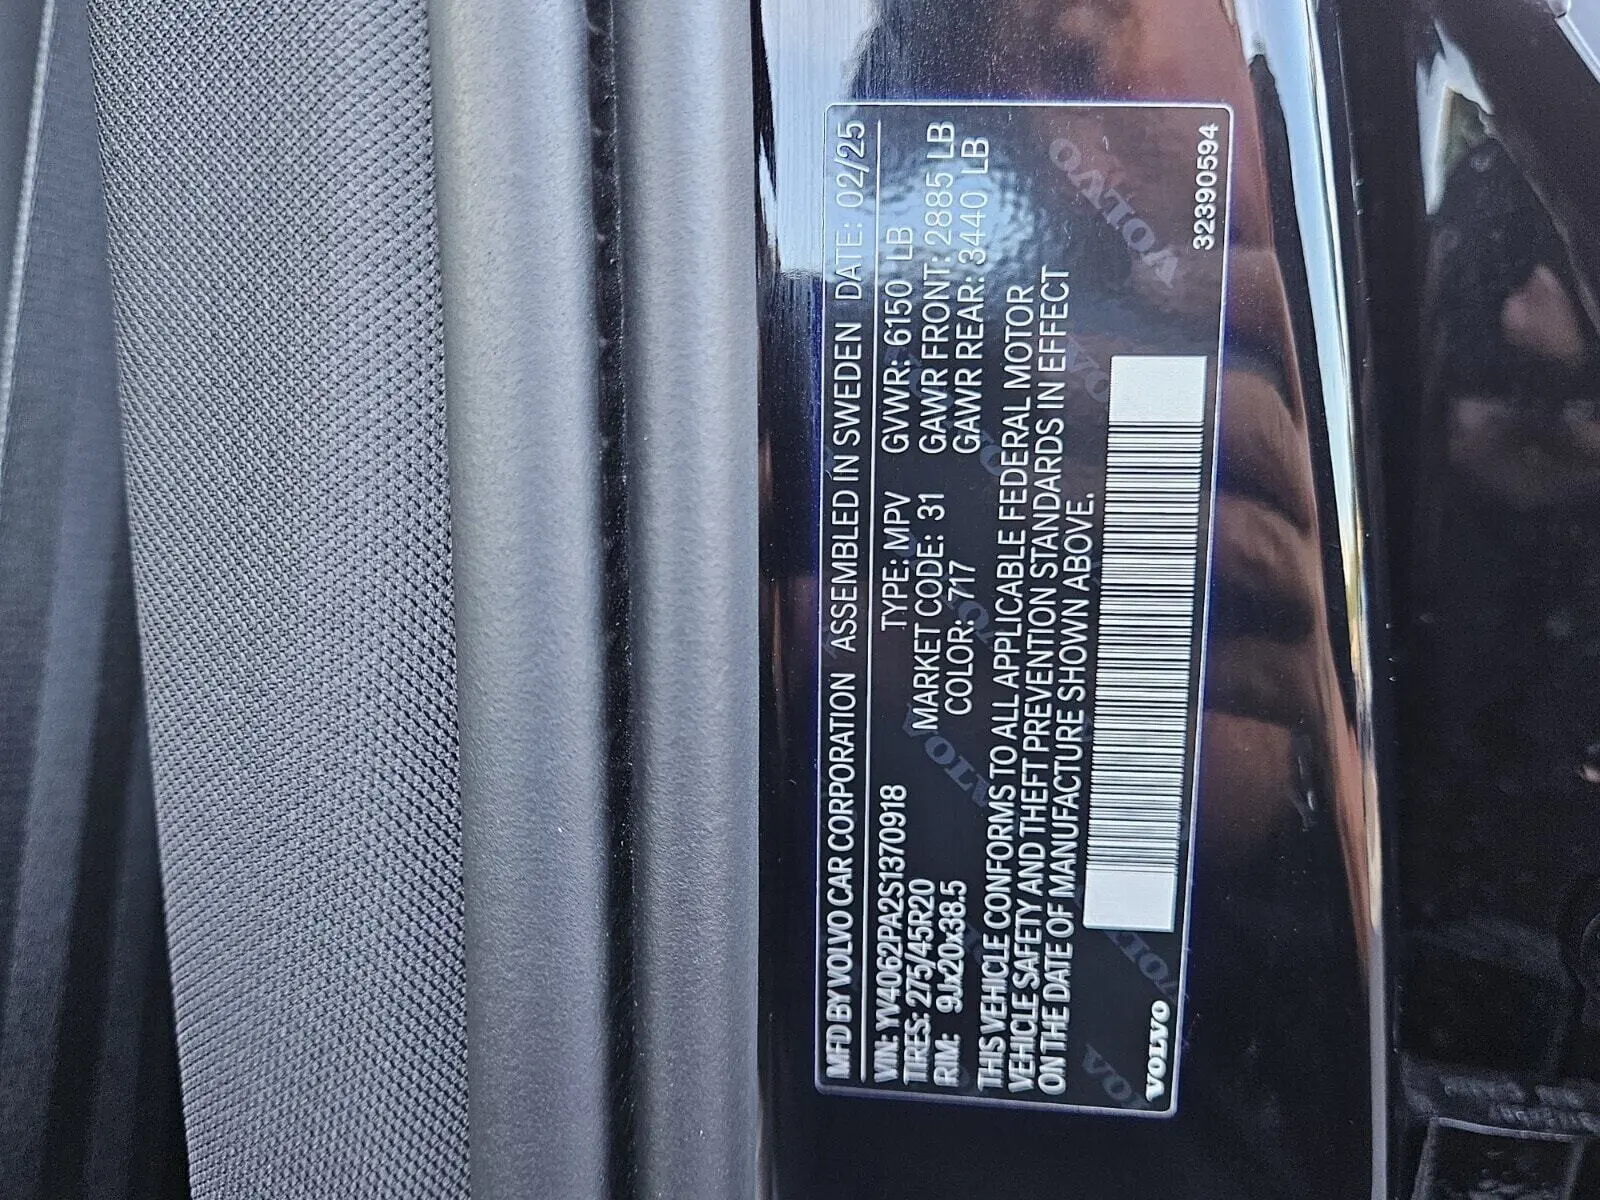 MFD BY VOLVO CAR CORPORATION ASSEMBLED IN SWEDEN DATE: 02/25
VIN: YV4062PA2S1370918 TYPE: MPV GVWR: 6150 LB
TIRES: 275/45R20 MARKET CODE: 31 GAWR FRONT: 2885 LB
RIM: 9Jx20x38.5 COLOR: 717 GAWR REAR: 3440 LB
THIS VEHICLE CONFORMS TO ALL APPLICABLE FEDERAL MOTOR
VEHICLE SAFETY AND THEFT PREVENTION STANDARDS IN EFFECT
ON THE DATE OF MANUFACTURE SHOWN ABOVE.
VOLVO 32390594